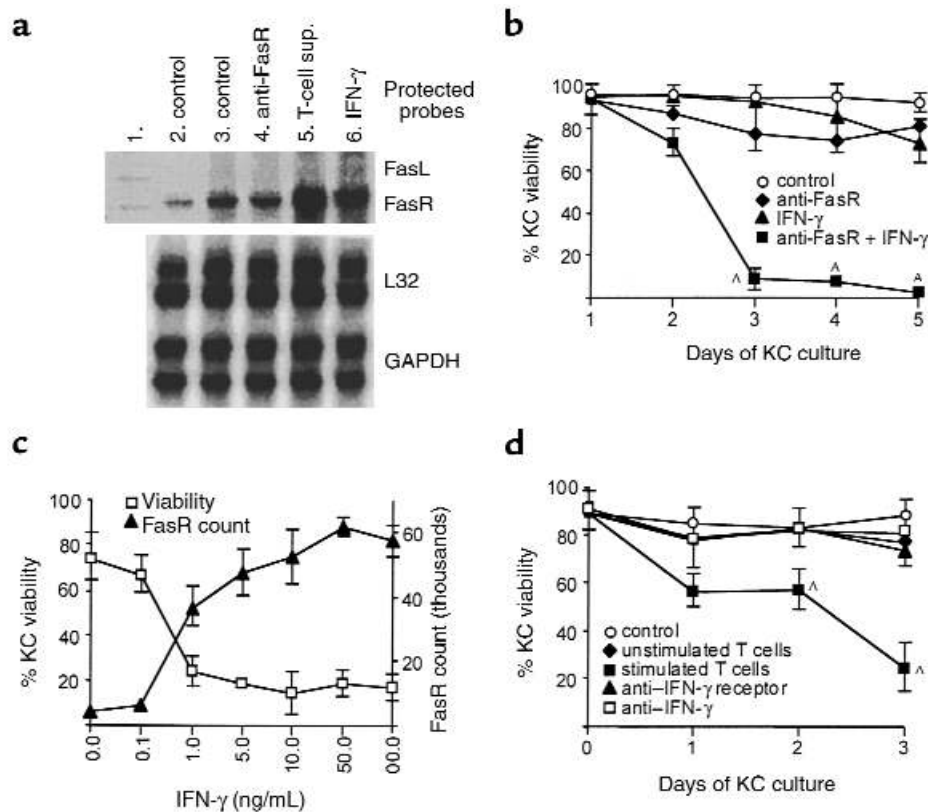 a
1.
2. control
3. control
4. anti-FasR
5. T-cell sup.
6. IFN-γ
Protected
probes
FasL
FasR
L32
GAPDH
b
100
80
60
40
20
% KC viability
control
anti-FasR
IFN-γ
anti-FasR + IFN-γ
^
^
^
1 2 3 4 5
Days of KC culture
c
100
80
60
40
20
% KC viability
Viability
FasR count
60
40
20
FasR count (thousands)
0.0
0.1
1.0
5.0
10.0
50.0
00.0
IFN-γ (ng/mL)
d
100
80
60
40
20
% KC viability
control
unstimulated T cells
stimulated T cells
anti–IFN-γ receptor
anti–IFN-γ
^
^
0 1 2 3
Days of KC culture